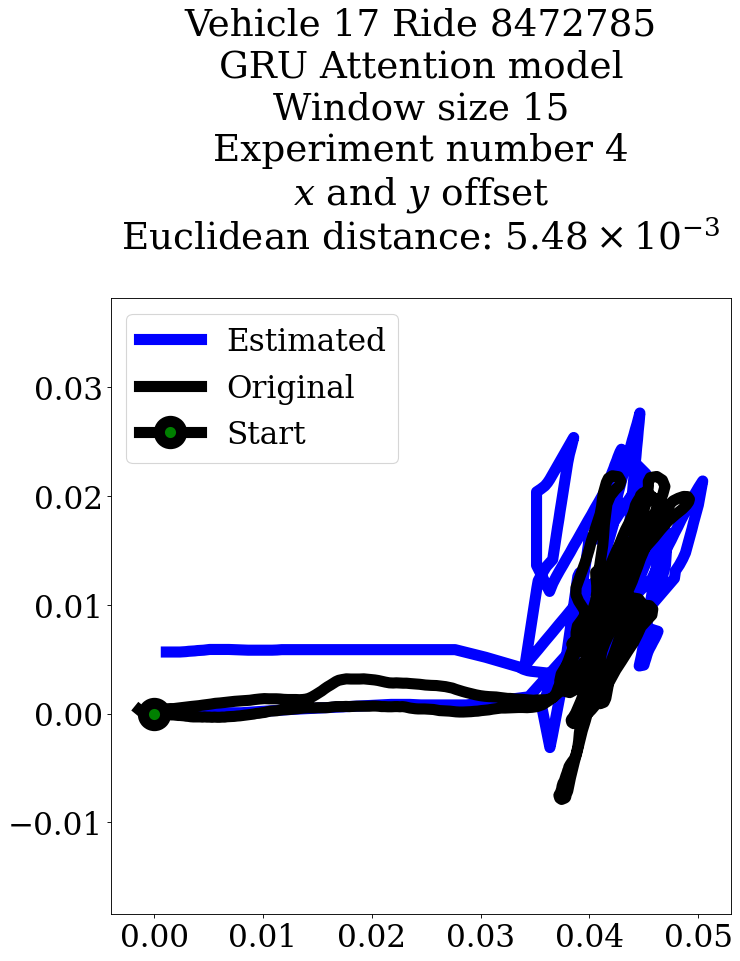 Vehicle 17 Ride 8472785
GRU Attention model
Window size 15
Experiment number 4
x and y offset
Euclidean distance: 5.48 × 10⁻³
Estimated
Original
Start
0.03
0.02
0.01
0.00
−0.01
0.00 0.01 0.02 0.03 0.04 0.05